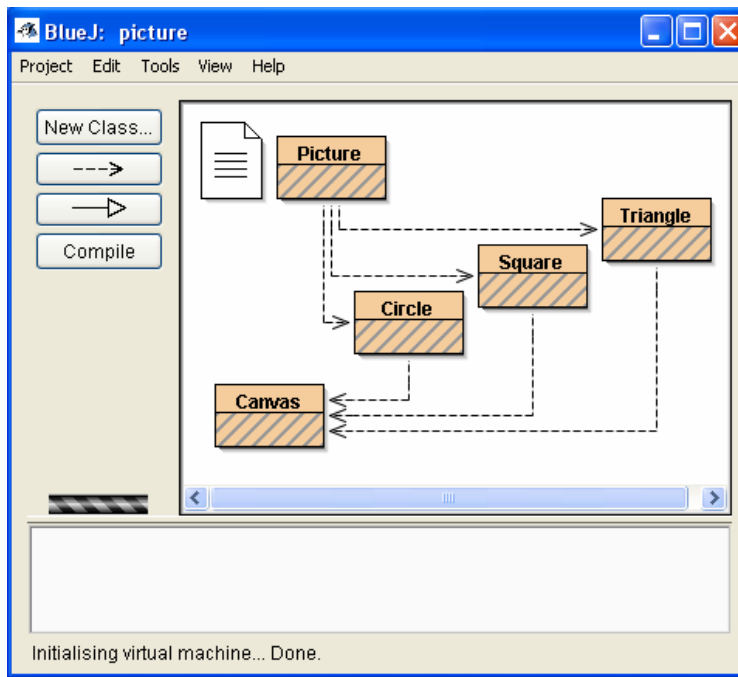 BlueJ: picture
Project Edit Tools View Help
New Class...
Compile
Picture
Triangle
Square
Circle
Canvas
Initialising virtual machine... Done.